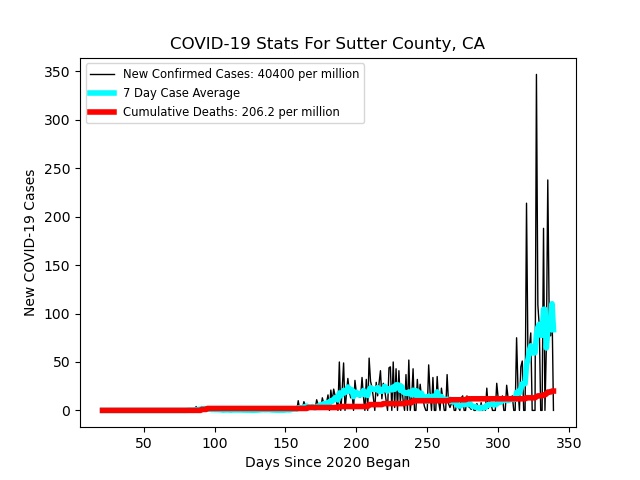 COVID-19 Stats For Sutter County, CA
New Confirmed Cases: 40400 per million
7 Day Case Average
Cumulative Deaths: 206.2 per million
New COVID-19 Cases
350
300
250
200
150
100
50
0
50 100 150 200 250 300 350
Days Since 2020 Began